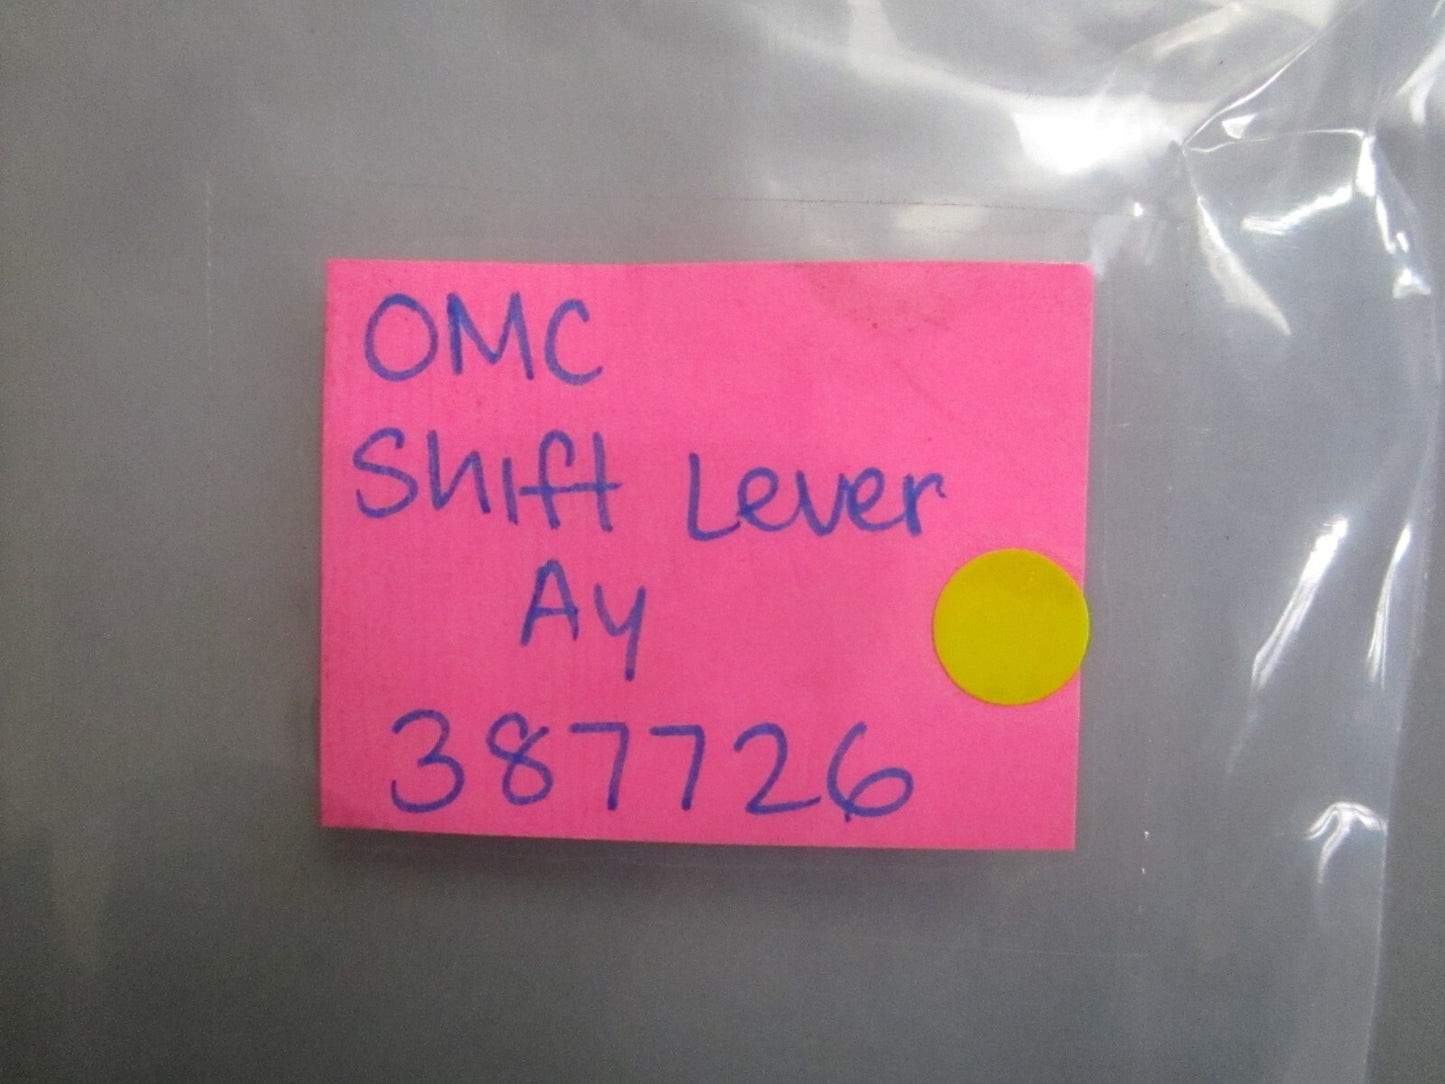 OMC
Shift Lever
Ay
387726